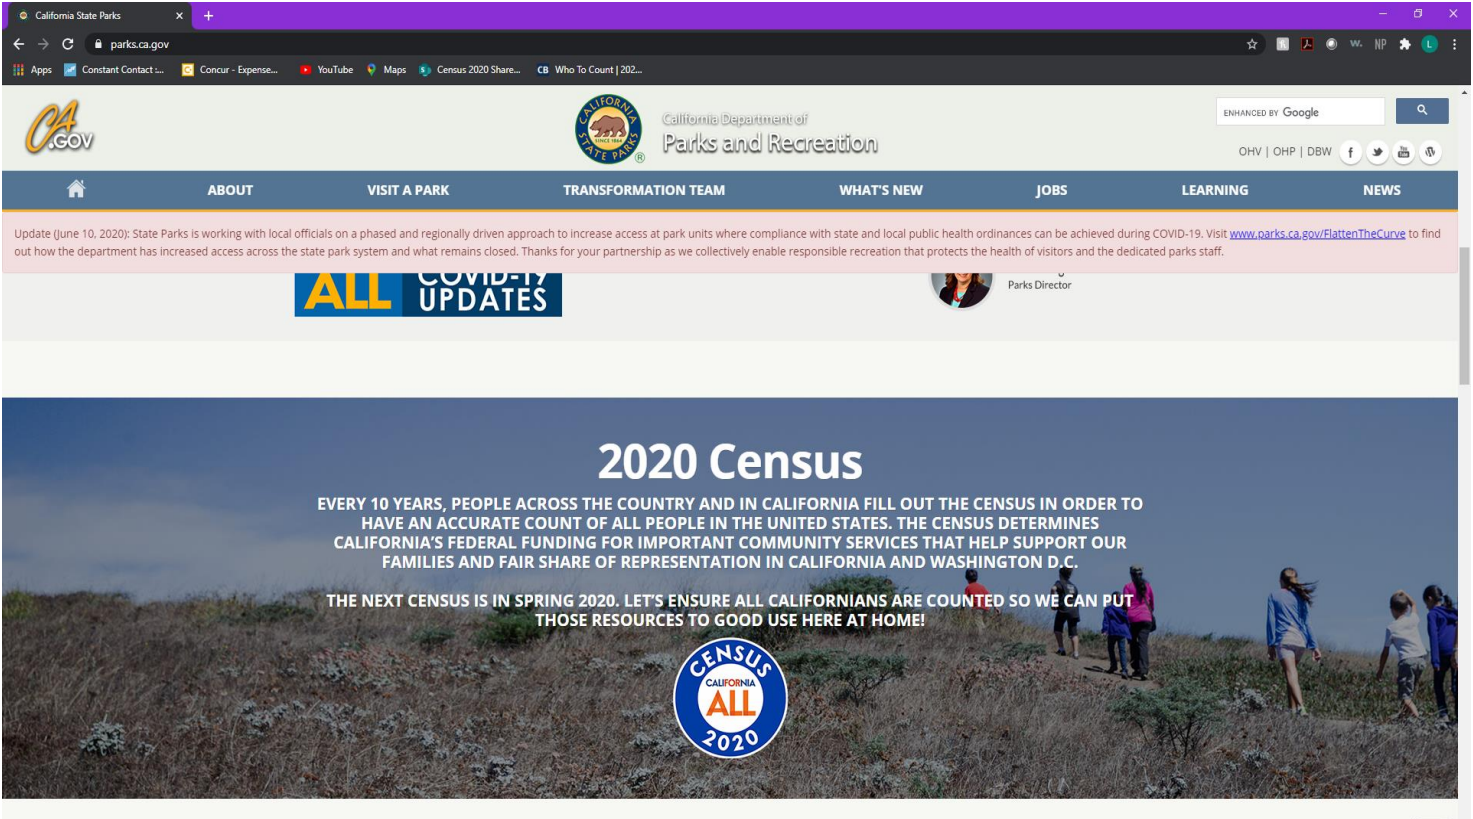 California State Parks
parks.ca.gov
Apps
Constant Contact :...
Concur - Expense...
YouTube
Maps
Census 2020 Share...
CB Who To Count | 202...
W.
NP
L
CA
.GOV
CALIFORNIA
SINCE 1864
STATE PARKS
®
California Department of
Parks and Recreation
ENHANCED BY Google
OHV | OHP | DBW
ABOUT
VISIT A PARK
TRANSFORMATION TEAM
WHAT'S NEW
JOBS
LEARNING
NEWS
Update (June 10, 2020): State Parks is working with local officials on a phased and regionally driven approach to increase access at park units where compliance with state and local public health ordinances can be achieved during COVID-19. Visit www.parks.ca.gov/FlattenTheCurve to find
out how the department has increased access across the state park system and what remains closed. Thanks for your partnership as we collectively enable responsible recreation that protects the health of visitors and the dedicated parks staff.
ALL
COVID-19
UPDATES
Parks Director
2020 Census
EVERY 10 YEARS, PEOPLE ACROSS THE COUNTRY AND IN CALIFORNIA FILL OUT THE CENSUS IN ORDER TO
HAVE AN ACCURATE COUNT OF ALL PEOPLE IN THE UNITED STATES. THE CENSUS DETERMINES
CALIFORNIA'S FEDERAL FUNDING FOR IMPORTANT COMMUNITY SERVICES THAT HELP SUPPORT OUR
FAMILIES AND FAIR SHARE OF REPRESENTATION IN CALIFORNIA AND WASHINGTON D.C.
THE NEXT CENSUS IS IN SPRING 2020. LET'S ENSURE ALL CALIFORNIANS ARE COUNTED SO WE CAN PUT
THOSE RESOURCES TO GOOD USE HERE AT HOME!
CENSUS
CALIFORNIA
ALL
2020